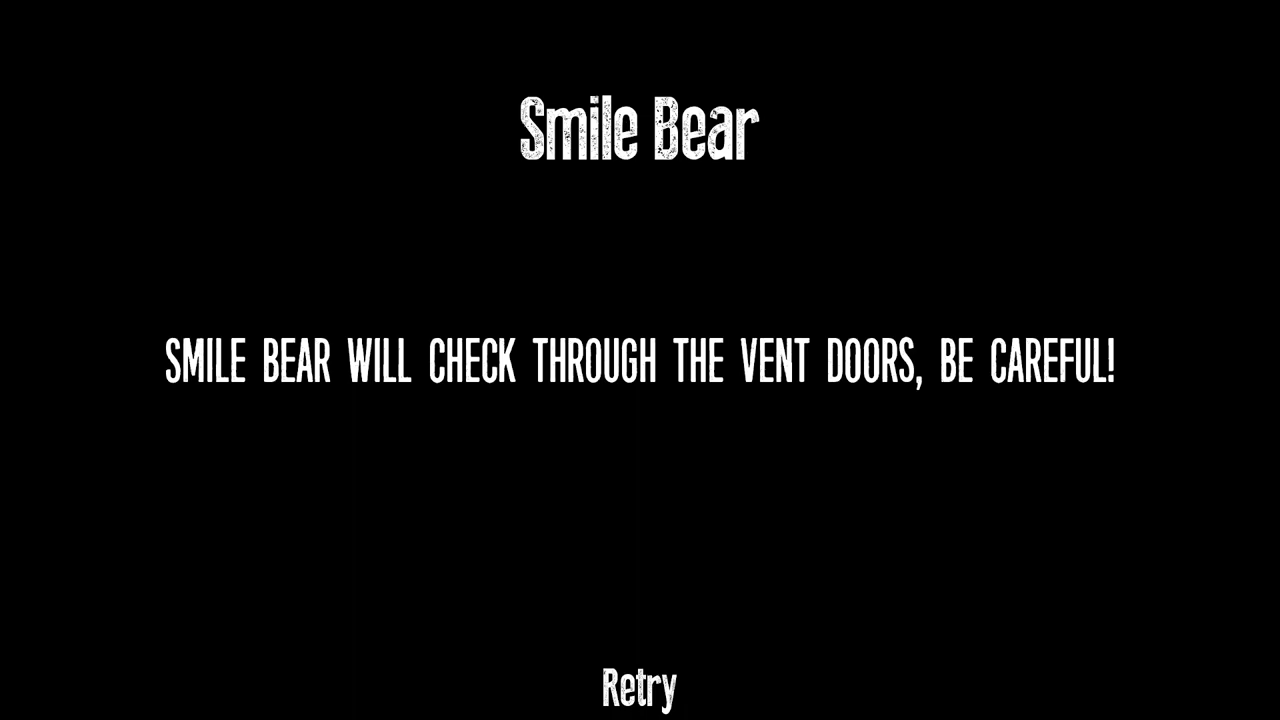 Smile Bear
SMILE BEAR WILL CHECK THROUGH THE VENT DOORS, BE CAREFUL!
Retry